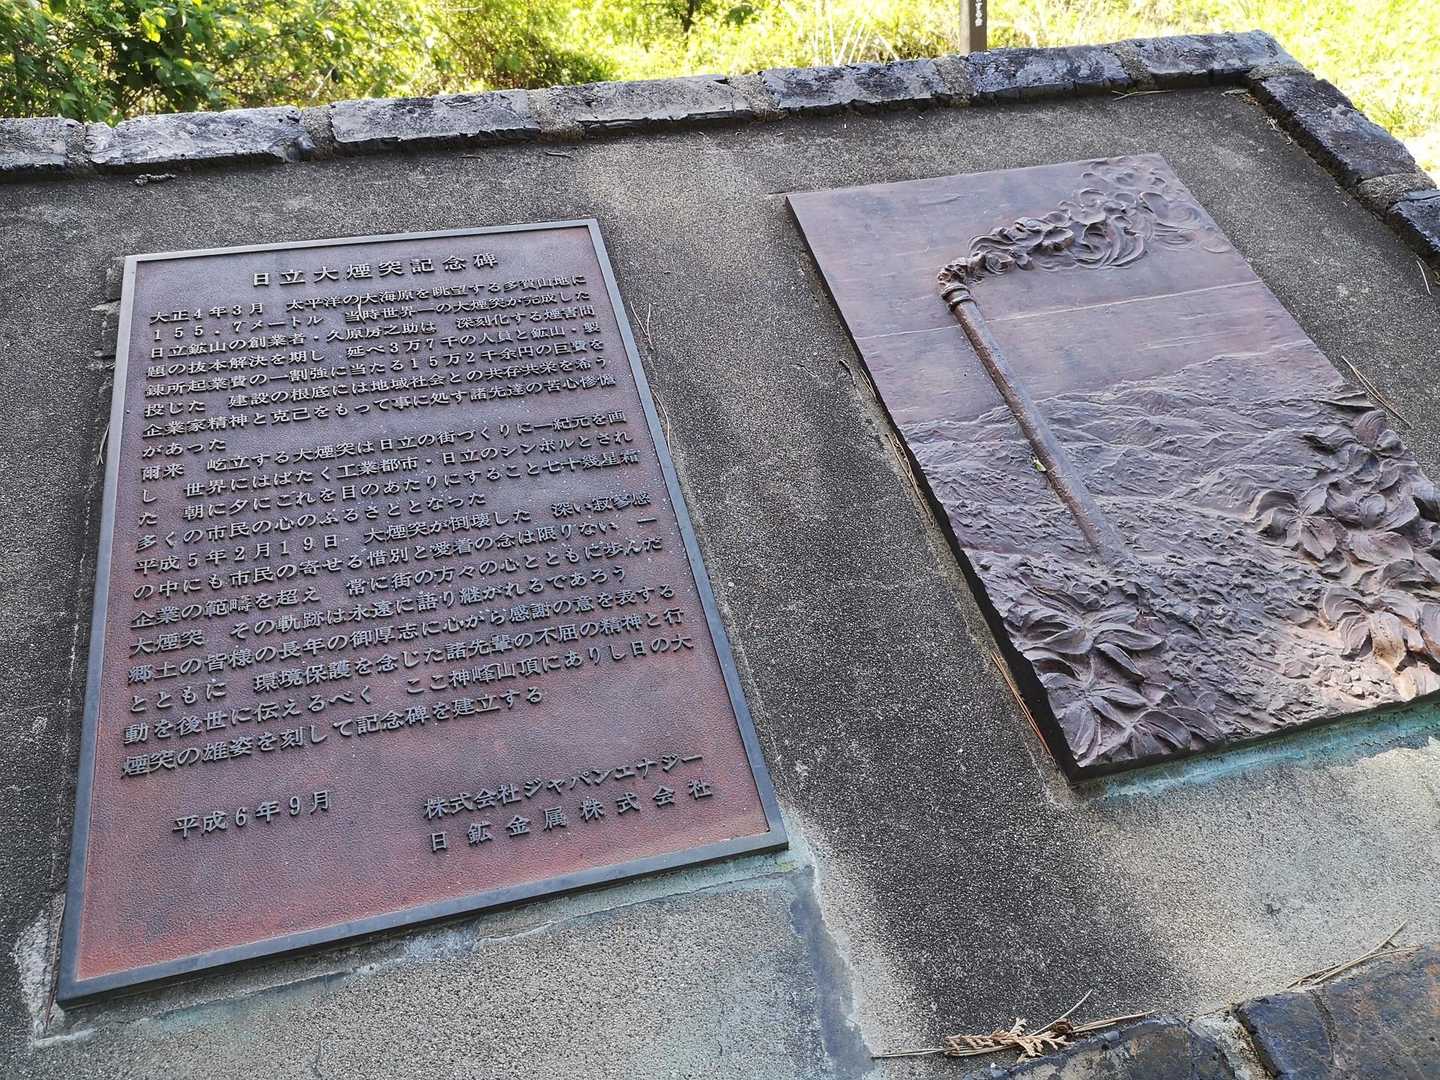 日立大煙突記念碑
大正4年3月　太平洋の大海原を眺望する多賀山地に
155.7メートル　当時世界一の大煙突が完成した
日立鉱山の創業者・久原房之助は　深刻化する煙害問
題の抜本解決を期し　延べ3万7千の人員と鉱山・製
錬所起業費の一割強に当たる15万2千余円の巨費を
投じた　建設の根底には地域社会との共存共栄を希う
企業家精神と克己をもって事に処す諸先達の苦心惨憺
があった
爾来　屹立する大煙突は日立の街づくりに一紀元を画
し　世界にはばたく工業都市・日立のシンボルとされ
た　朝に夕にこれを目のあたりにすること七十幾星霜
多くの市民の心のふるさととなった
平成5年2月19日　大煙突が倒壊した　深い寂寥感
の中にも市民の寄せる惜別と愛着の念は限りない　一
企業の範疇を超え　常に街の方々の心とともに歩んだ
大煙突　その軌跡は永遠に語り継がれるであろう
郷土の皆様の長年の御厚志に心から感謝の意を表する
とともに　環境保護を念じた諸先輩の不屈の精神と行
動を後世に伝えるべく　ここ神峰山頂にありし日の大
煙突の雄姿を刻して記念碑を建立する
平成6年9月
株式会社ジャパンエナジー
日鉱金属株式会社